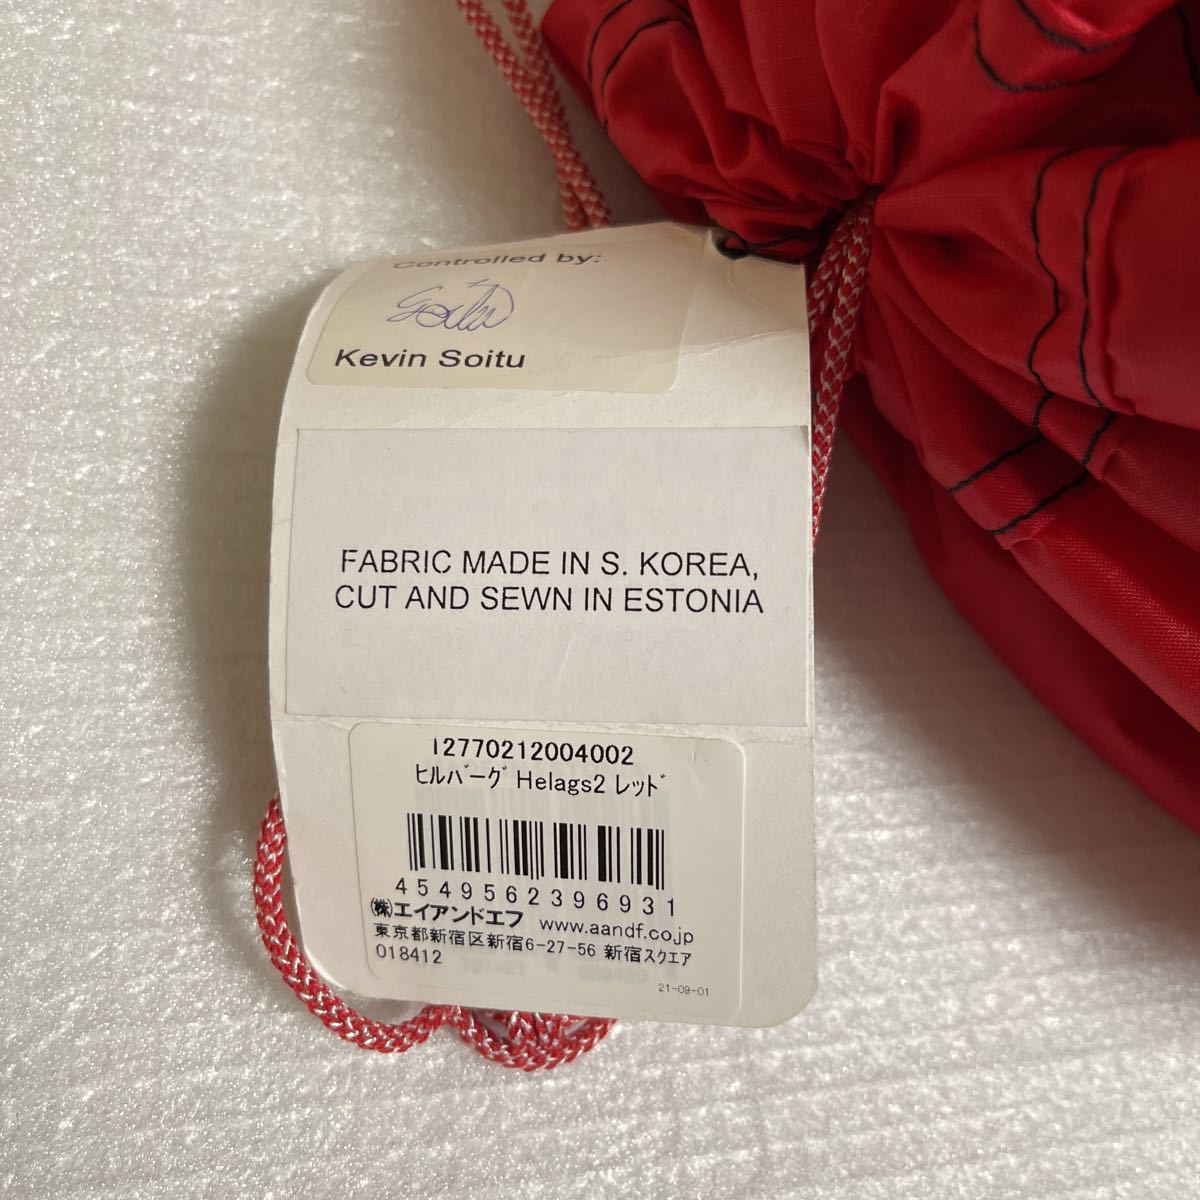 Controlled by:
Kevin Soitu
FABRIC MADE IN S. KOREA,
CUT AND SEWN IN ESTONIA
12770212004002
ﾋﾙﾊﾞｰｸﾞ Helags2 ﾚｯﾄﾞ
4549562396931
㈱エイアンドエフ www.aandf.co.jp
東京都新宿区新宿6-27-56 新宿ｽｸｴｱ
018412
21-09-01